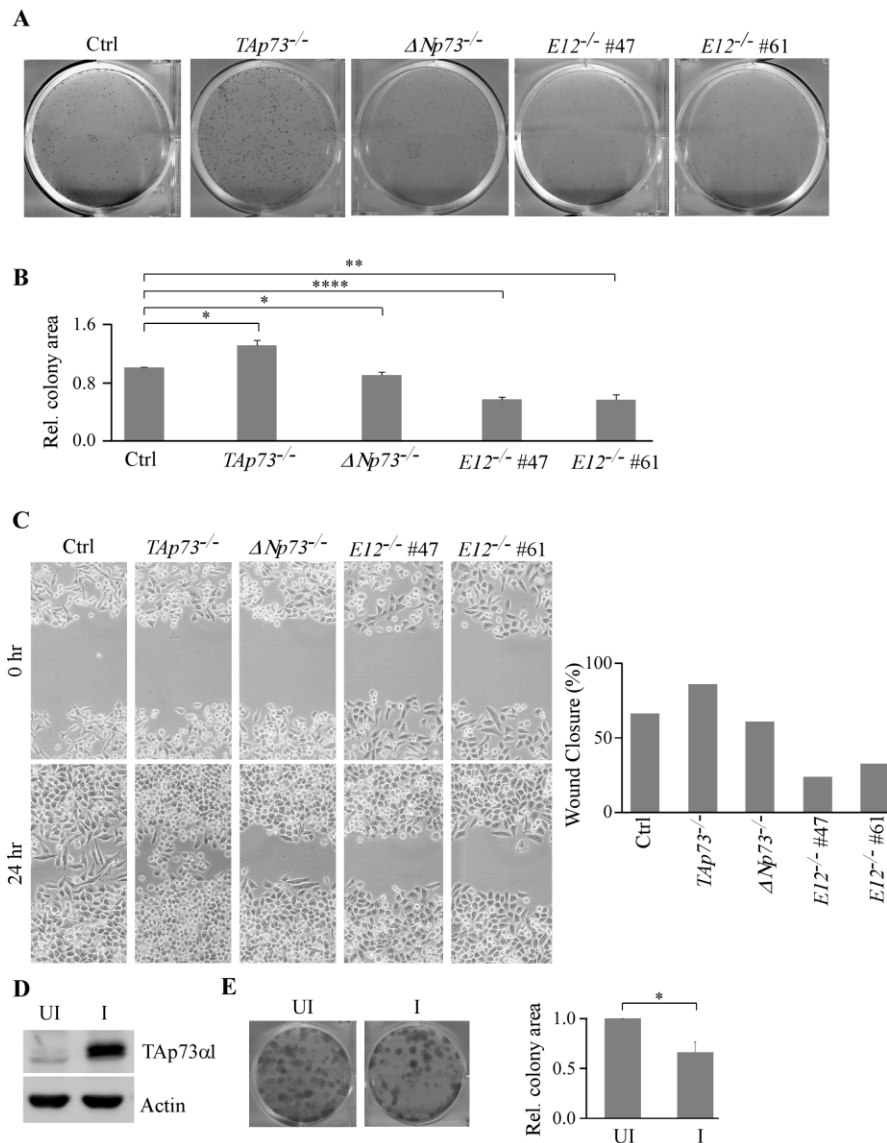 A
Ctrl TAp73-/- ΔNp73-/- E12-/- #47 E12-/- #61
B
**
****
*
*
Rel. colony area
1.6
0.8
0.0
Ctrl TAp73-/- ΔNp73-/- E12-/- #47 E12-/- #61
C
Ctrl TAp73-/- ΔNp73-/- E12-/- #47 E12-/- #61
0 hr
24 hr
Wound Closure (%)
100
50
0
Ctrl
TAp73-/-
ΔNp73-/-
E12-/- #47
E12-/- #61
D
UI I
TAp73αl
Actin
E
UI I
*
Rel. colony area
1.0
0.5
0.0
UI I